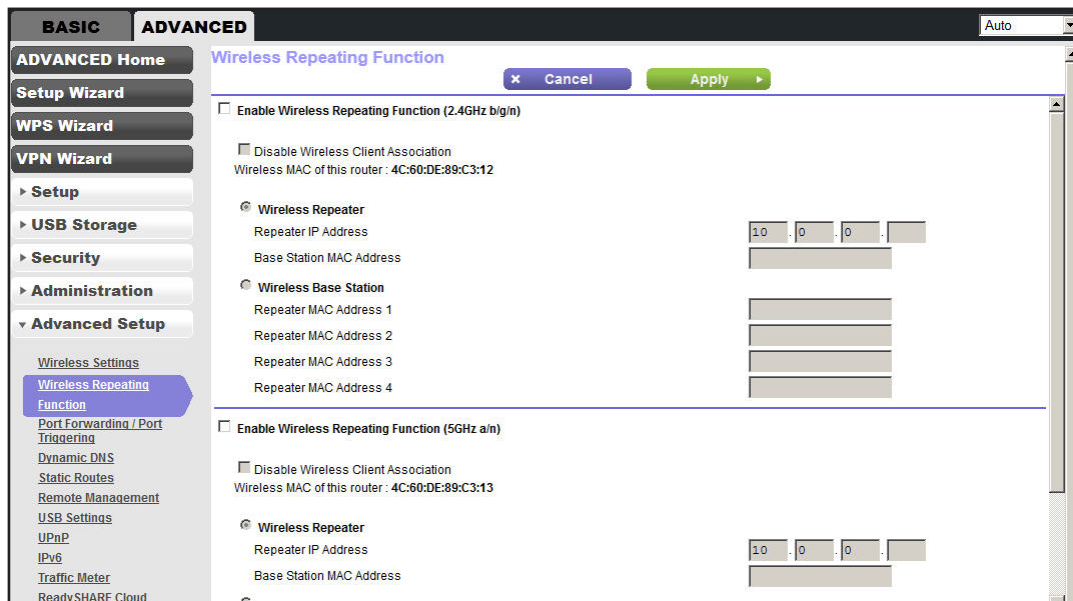 BASIC
ADVANCED
Auto
ADVANCED Home
Setup Wizard
WPS Wizard
VPN Wizard
Setup
USB Storage
Security
Administration
Advanced Setup
Wireless Settings
Wireless Repeating
Function
Port Forwarding / Port
Triggering
Dynamic DNS
Static Routes
Remote Management
USB Settings
UPnP
IPv6
Traffic Meter
ReadySHARE Cloud
Wireless Repeating Function
× Cancel
Apply
Enable Wireless Repeating Function (2.4GHz b/g/n)
Disable Wireless Client Association
Wireless MAC of this router : 4C:60:DE:89:C3:12
Wireless Repeater
Repeater IP Address 10 . 0 . 0 .
Base Station MAC Address
Wireless Base Station
Repeater MAC Address 1
Repeater MAC Address 2
Repeater MAC Address 3
Repeater MAC Address 4
Enable Wireless Repeating Function (5GHz a/n)
Disable Wireless Client Association
Wireless MAC of this router : 4C:60:DE:89:C3:13
Wireless Repeater
Repeater IP Address 10 . 0 . 0 .
Base Station MAC Address